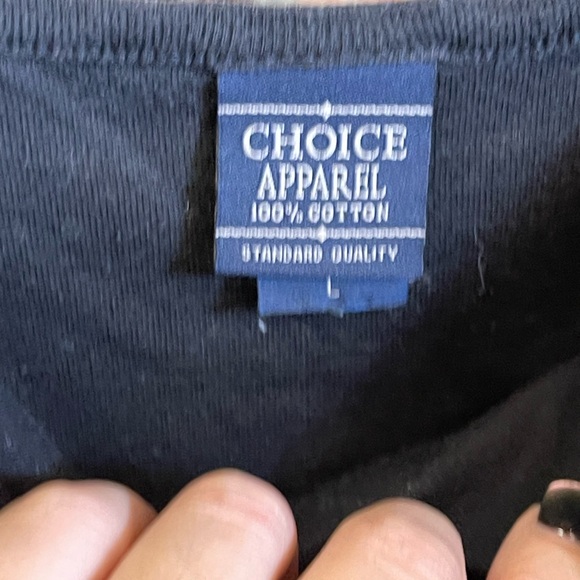 CHOICE
APPAREL
100% COTTON
STANDARD QUALITY
L